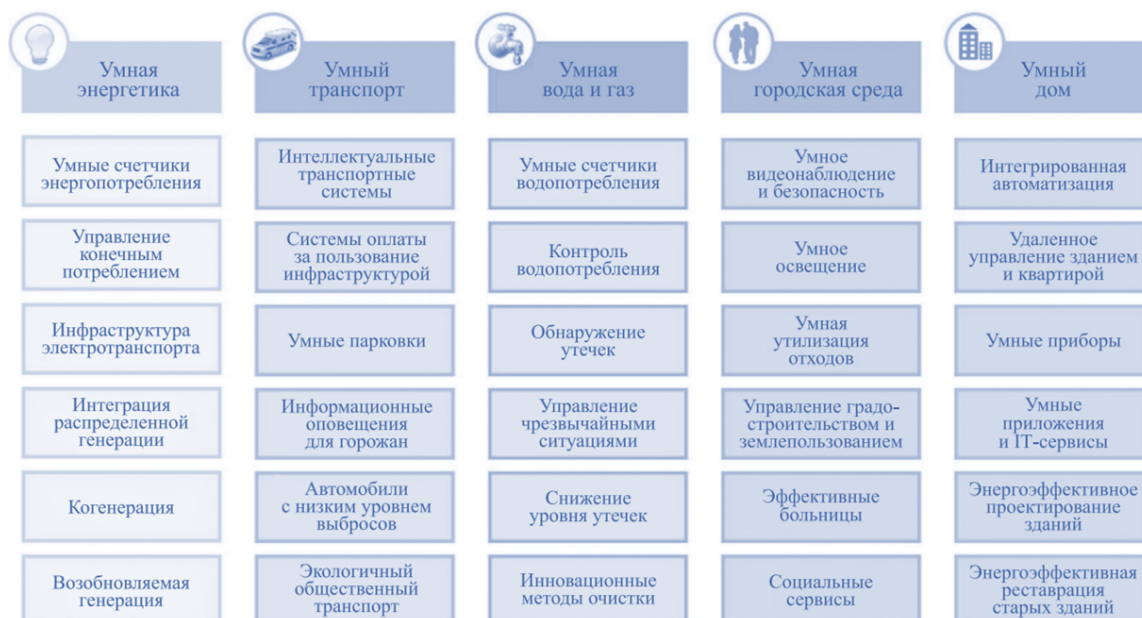 Умная
энергетика
Умные счетчики
энергопотребления
Управление
конечным
потреблением
Инфраструктура
электротранспорта
Интеграция
распределенной
генерации
Когенерация
Возобновляемая
генерация
Умный
транспорт
Интеллектуальные
транспортные
системы
Системы оплаты
за пользование
инфраструктурой
Умные парковки
Информационные
оповещения
для горожан
Автомобили
с низким уровнем
выбросов
Экологичный
общественный
транспорт
Умная
вода и газ
Умные счетчики
водопотребления
Контроль
водопотребления
Обнаружение
утечек
Управление
чрезвычайными
ситуациями
Снижение
уровня утечек
Инновационные
методы очистки
Умная
городская среда
Умное
видеонаблюдение
и безопасность
Умное
освещение
Умная
утилизация
отходов
Управление градо-
строительством и
землепользованием
Эффективные
больницы
Социальные
сервисы
Умный
дом
Интегрированная
автоматизация
Удаленное
управление зданием
и квартирой
Умные приборы
Умные
приложения
и IT-сервисы
Энергоэффективное
проектирование
зданий
Энергоэффективная
реставрация
старых зданий